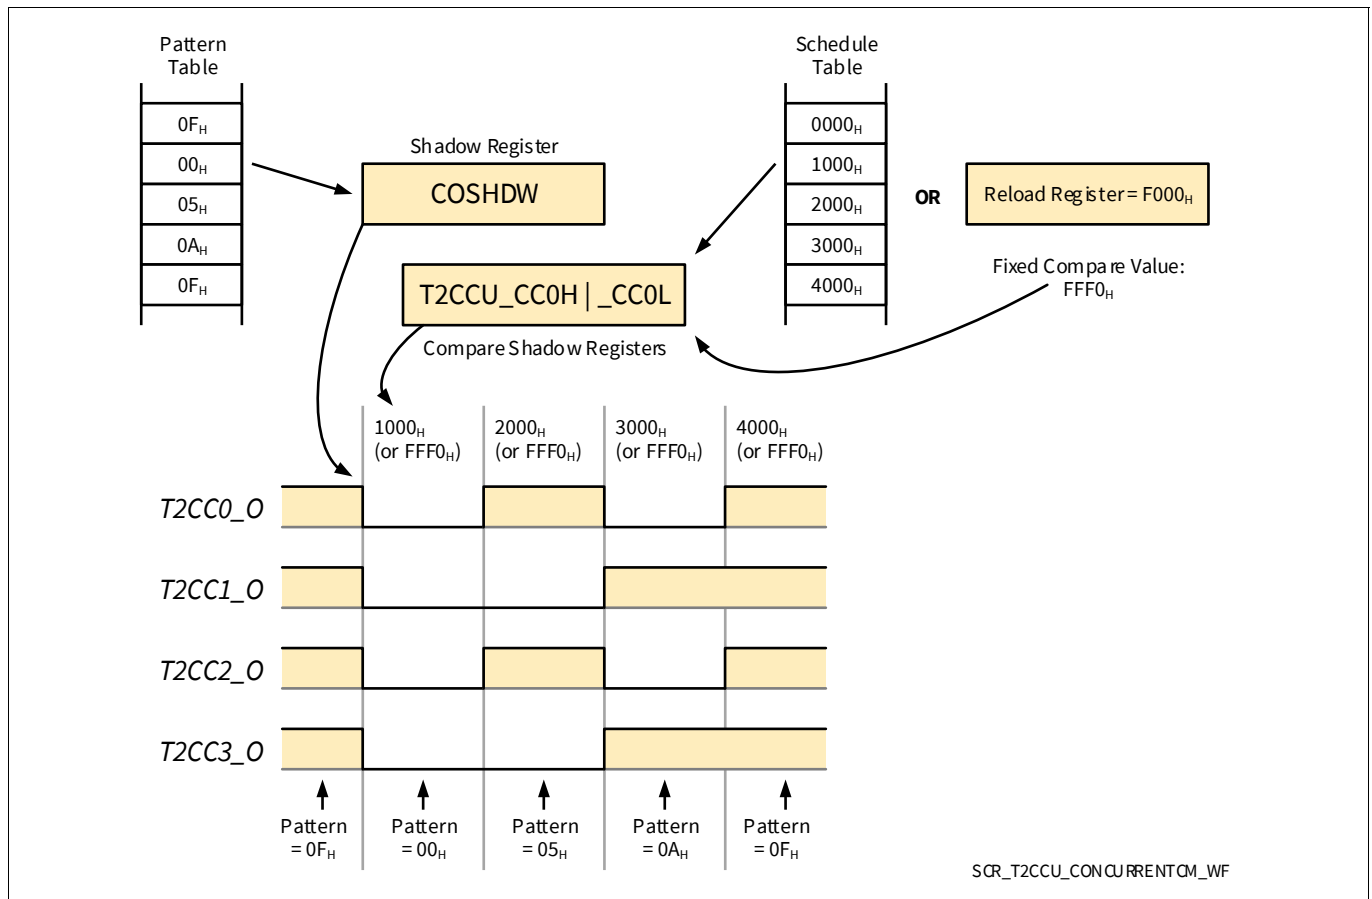 Pattern
Table
0FH
00H
05H
0AH
0FH
Shadow Register
COSHDW
T2CCU_CC0H | _CC0L
Compare Shadow Registers
Schedule
Table
0000H
1000H
2000H
3000H
4000H
OR
Reload Register = F000H
Fixed Compare Value:
FFF0H
1000H
(or FFF0H)
2000H
(or FFF0H)
3000H
(or FFF0H)
4000H
(or FFF0H)
T2CC0_O
T2CC1_O
T2CC2_O
T2CC3_O
Pattern
= 0FH
Pattern
= 00H
Pattern
= 05H
Pattern
= 0AH
Pattern
= 0FH
SCR_T2CCU_CONCURRENTCM_WF